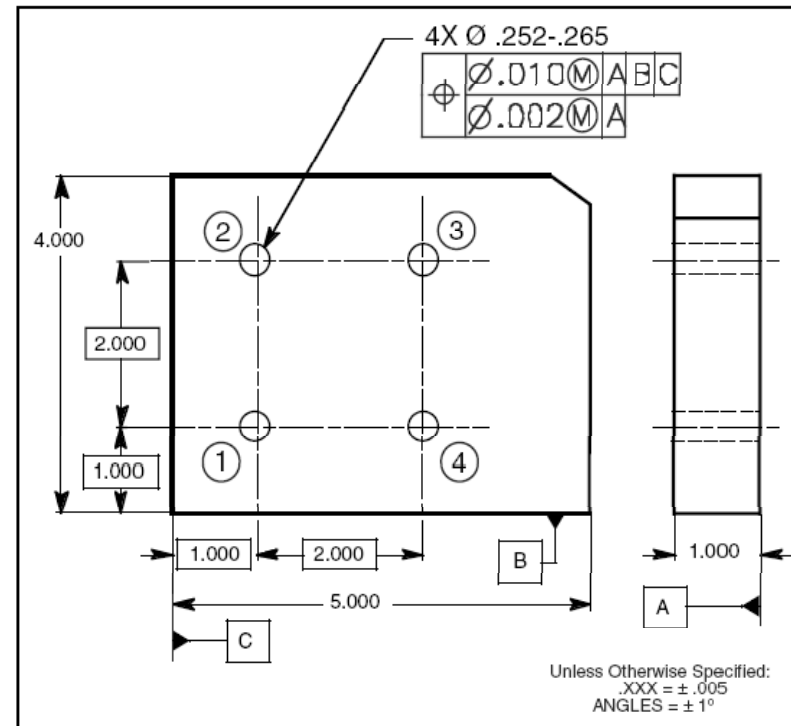 4X Ø .252-.265
⌖ Ø.010Ⓜ A B C
Ø.002Ⓜ A
② ③
4.000
2.000
① ④
1.000
1.000 2.000
B
1.000
5.000
A
C
Unless Otherwise Specified:
.XXX = ± .005
ANGLES = ± 1°